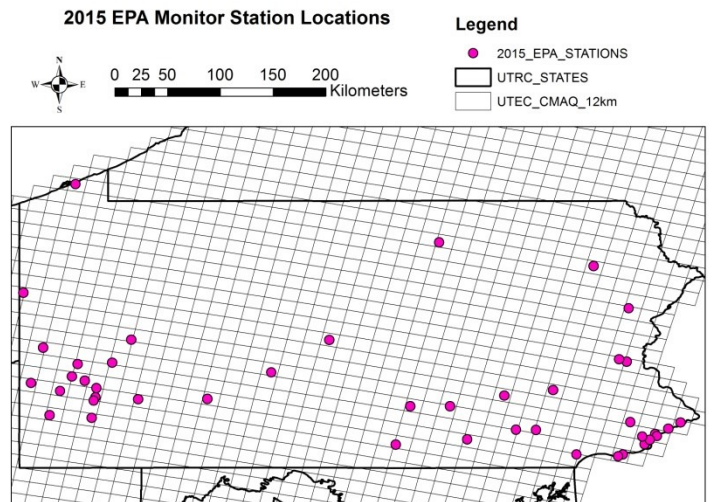 2015 EPA Monitor Station Locations
N
W E
S
0 25 50 100 150 200
Kilometers
Legend
2015_EPA_STATIONS
UTRC_STATES
UTEC_CMAQ_12km